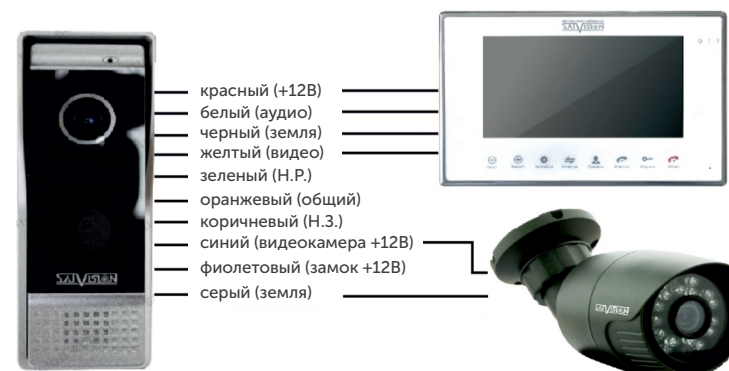 SATVISION
красный (+12В)
белый (аудио)
черный (земля)
желтый (видео)
зеленый (Н.Р.)
оранжевый (общий)
коричневый (Н.З.)
синий (видеокамера +12В)
фиолетовый (замок +12В)
серый (земля)
SATVISION
SATVISION